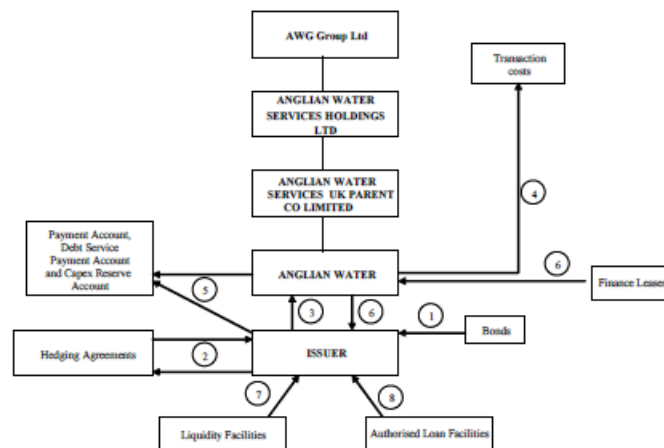 AWG Group Ltd
Transaction
costs
ANGLIAN WATER
SERVICES HOLDINGS
LTD
ANGLIAN WATER
SERVICES UK PARENT
CO LIMITED
4
Payment Account,
Debt Service
Payment Account
and Capex Reserve
Account
ANGLIAN WATER
6
Finance Leases
5
3
6
1
Bonds
Hedging Agreements
2
ISSUER
7
8
Liquidity Facilities
Authorised Loan Facilities